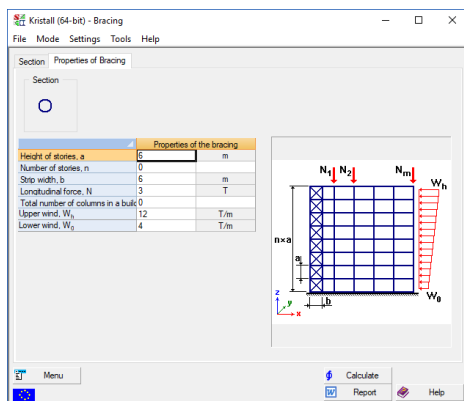 Kristall (64-bit) - Bracing
File Mode Settings Tools Help
Section Properties of Bracing
Section
Properties of the bracing
Height of stories, a 6 m
Number of stories, n 0
Strip width, b 6 m
Longitudinal force, N 3 T
Total number of columns in a builc 0
Upper wind, Wh 12 T/m
Lower wind, W0 4 T/m
N1 N2 Nm
Wh
n×a
a
W0
z
y
b
x
Menu Calculate
Report Help